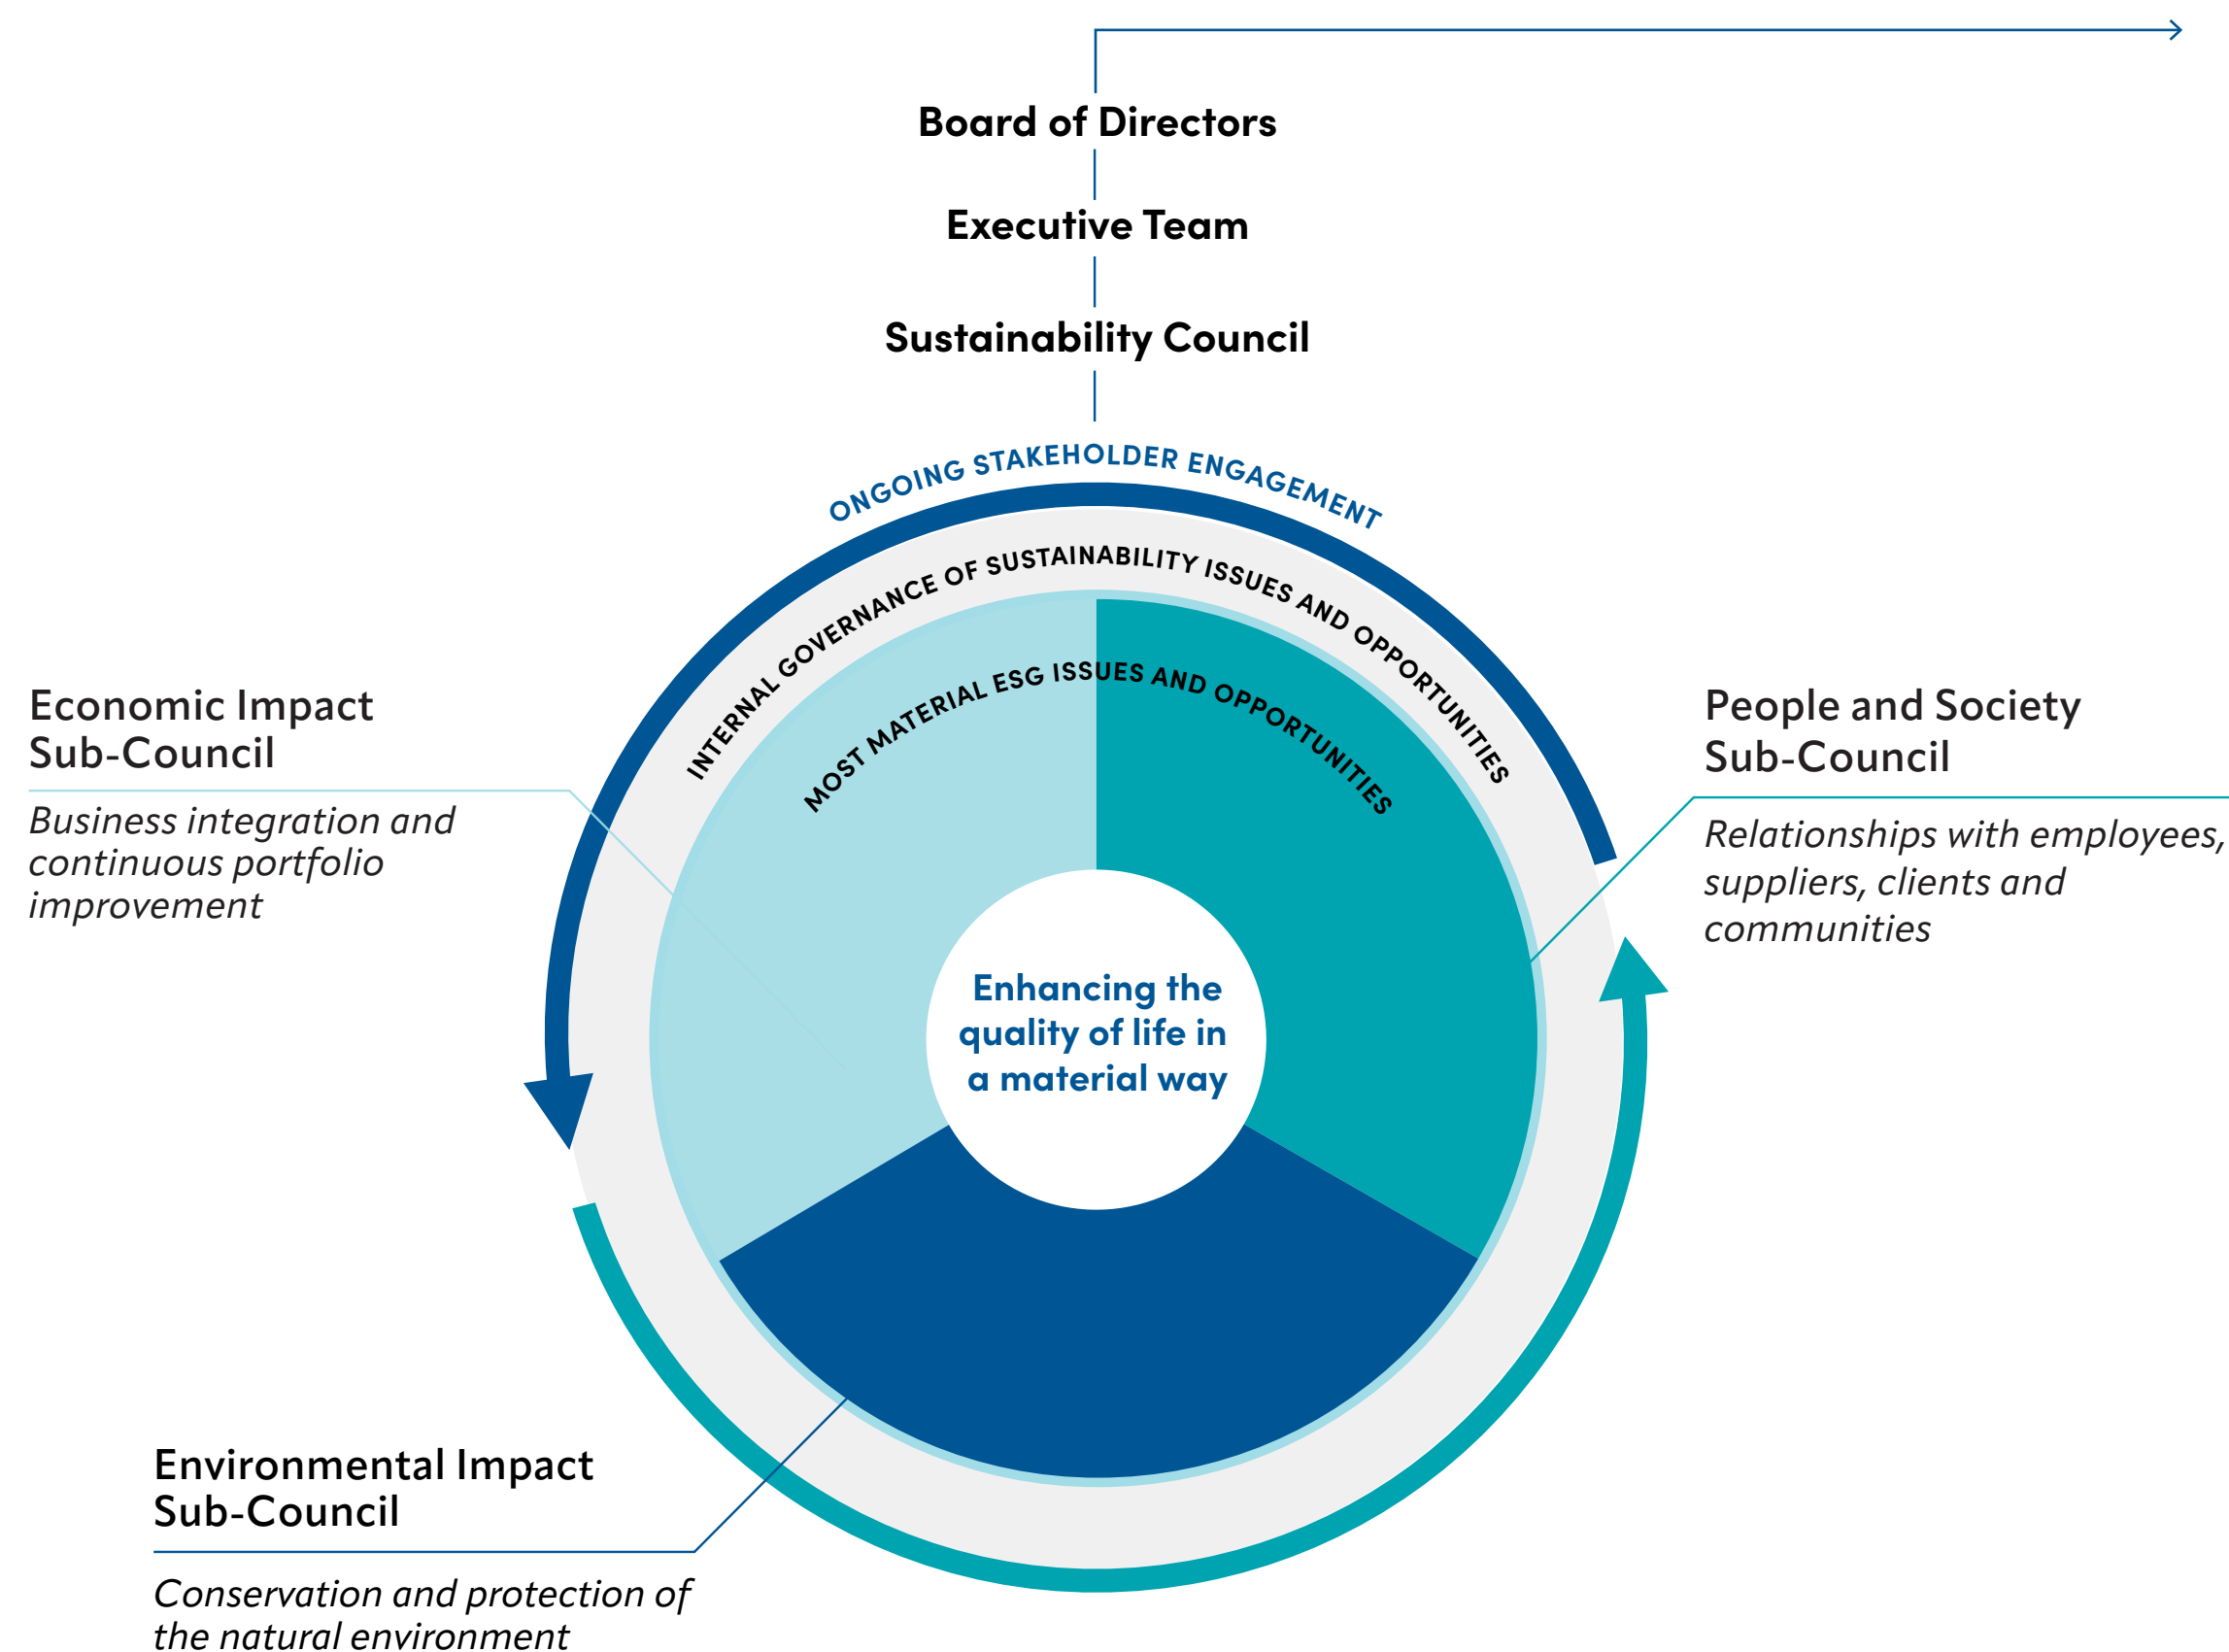 Board of Directors
Executive Team
Sustainability Council
ONGOING STAKEHOLDER ENGAGEMENT
INTERNAL GOVERNANCE OF SUSTAINABILITY ISSUES AND OPPORTUNITIES
MOST MATERIAL ESG ISSUES AND OPPORTUNITIES
Economic Impact
Sub-Council
Business integration and
continuous portfolio
improvement
People and Society
Sub-Council
Relationships with employees,
suppliers, clients and
communities
Enhancing the
quality of life in
a material way
Environmental Impact
Sub-Council
Conservation and protection of
the natural environment